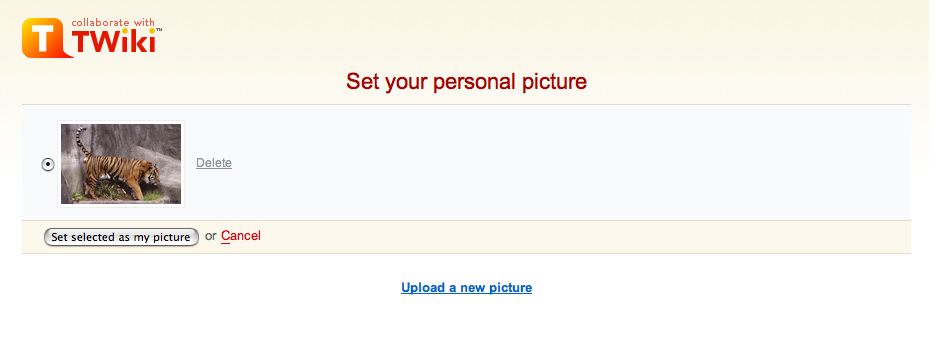 collaborate with
TWiki™
Set your personal picture
Delete
Set selected as my picture or Cancel
Upload a new picture